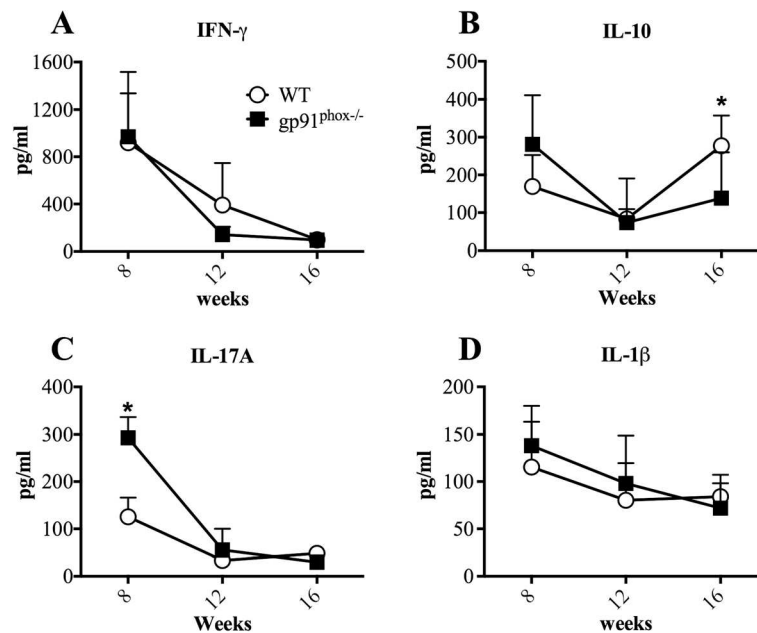 A
IFN-γ
1600
1200
800
400
0
pg/ml
8
12
16
weeks
WT
gp91phox-/-
B
IL-10
500
400
300
200
100
0
pg/ml
*
8
12
16
Weeks
C
IL-17A
400
300
200
100
0
pg/ml
*
8
12
16
Weeks
D
IL-1β
200
150
100
50
0
pg/ml
8
12
16
weeks